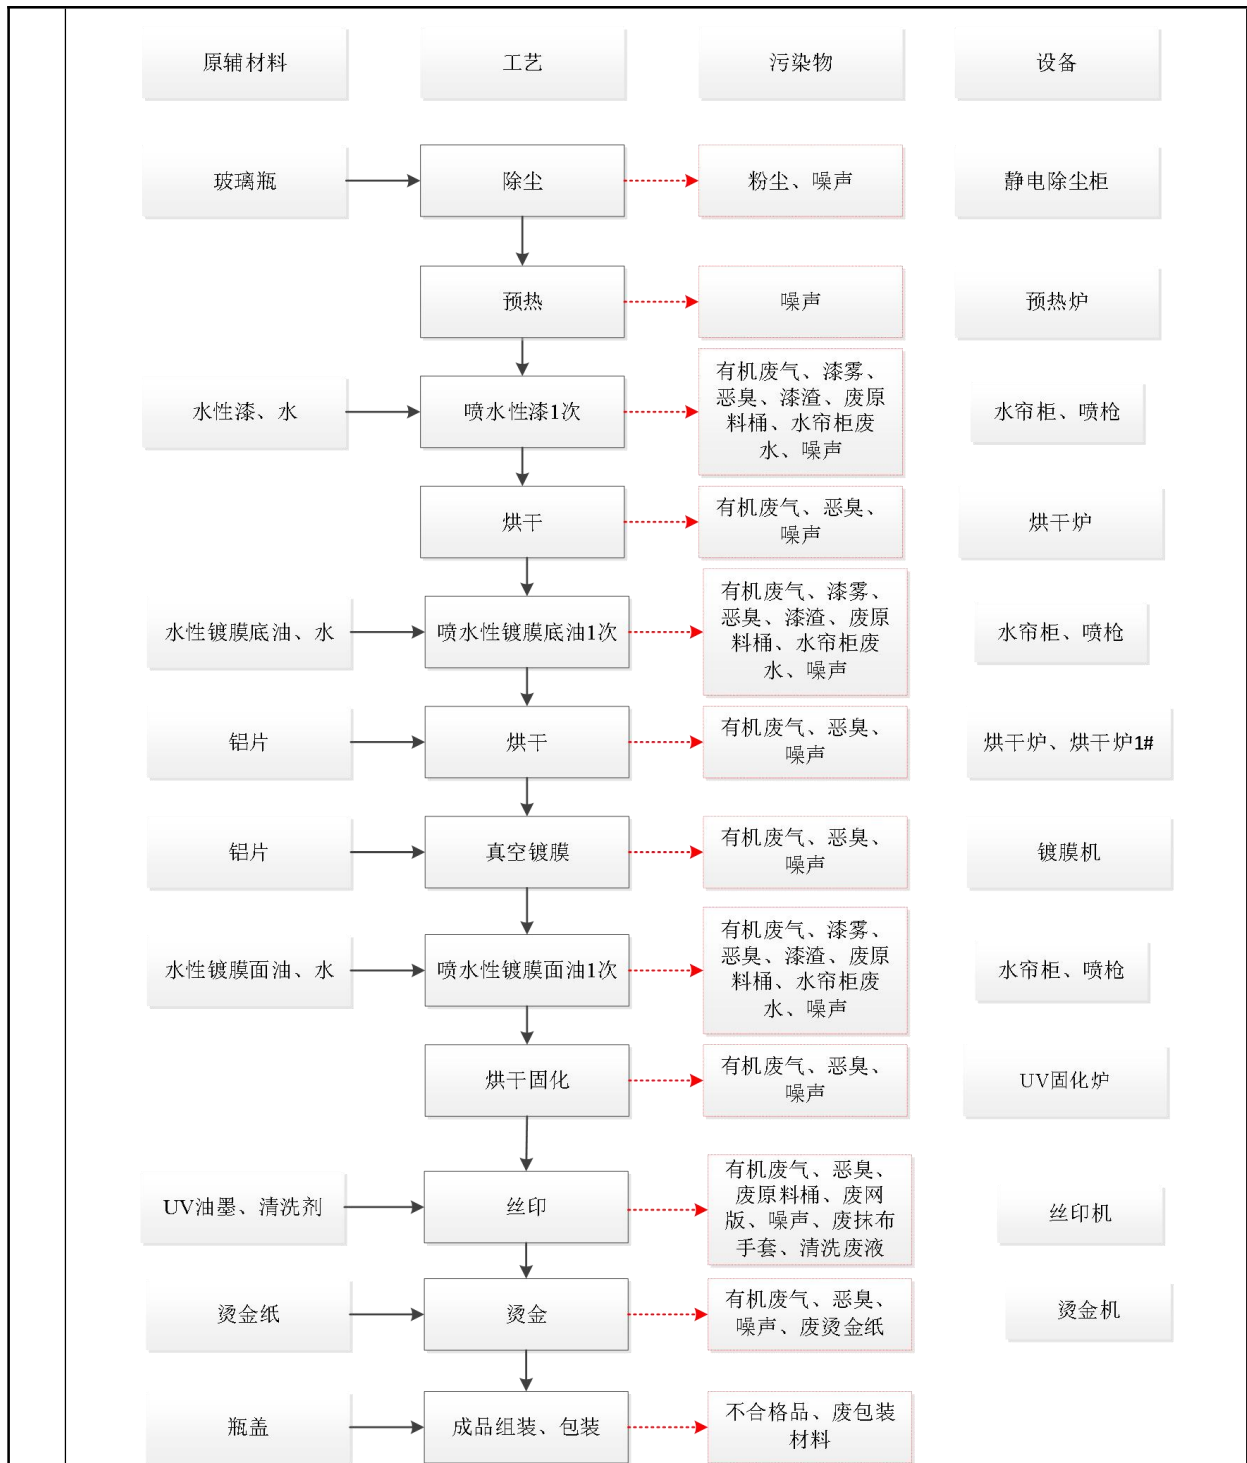 原辅材料
工艺
污染物
设备
玻璃瓶
除尘
粉尘、噪声
静电除尘柜
预热
噪声
预热炉
水性漆、水
喷水性漆1次
有机废气、漆雾、
恶臭、漆渣、废原
料桶、水帘柜废
水、噪声
水帘柜、喷枪
烘干
有机废气、恶臭、
噪声
烘干炉
水性镀膜底油、水
喷水性镀膜底油1次
有机废气、漆雾、
恶臭、漆渣、废原
料桶、水帘柜废
水、噪声
水帘柜、喷枪
铝片
烘干
有机废气、恶臭、
噪声
烘干炉、烘干炉1#
铝片
真空镀膜
有机废气、恶臭、
噪声
镀膜机
水性镀膜面油、水
喷水性镀膜面油1次
有机废气、漆雾、
恶臭、漆渣、废原
料桶、水帘柜废
水、噪声
水帘柜、喷枪
烘干固化
有机废气、恶臭、
噪声
UV固化炉
UV油墨、清洗剂
丝印
有机废气、恶臭、
废原料桶、废网
版、噪声、废抹布
手套、清洗废液
丝印机
烫金纸
烫金
有机废气、恶臭、
噪声、废烫金纸
烫金机
瓶盖
成品组装、包装
不合格品、废包装
材料